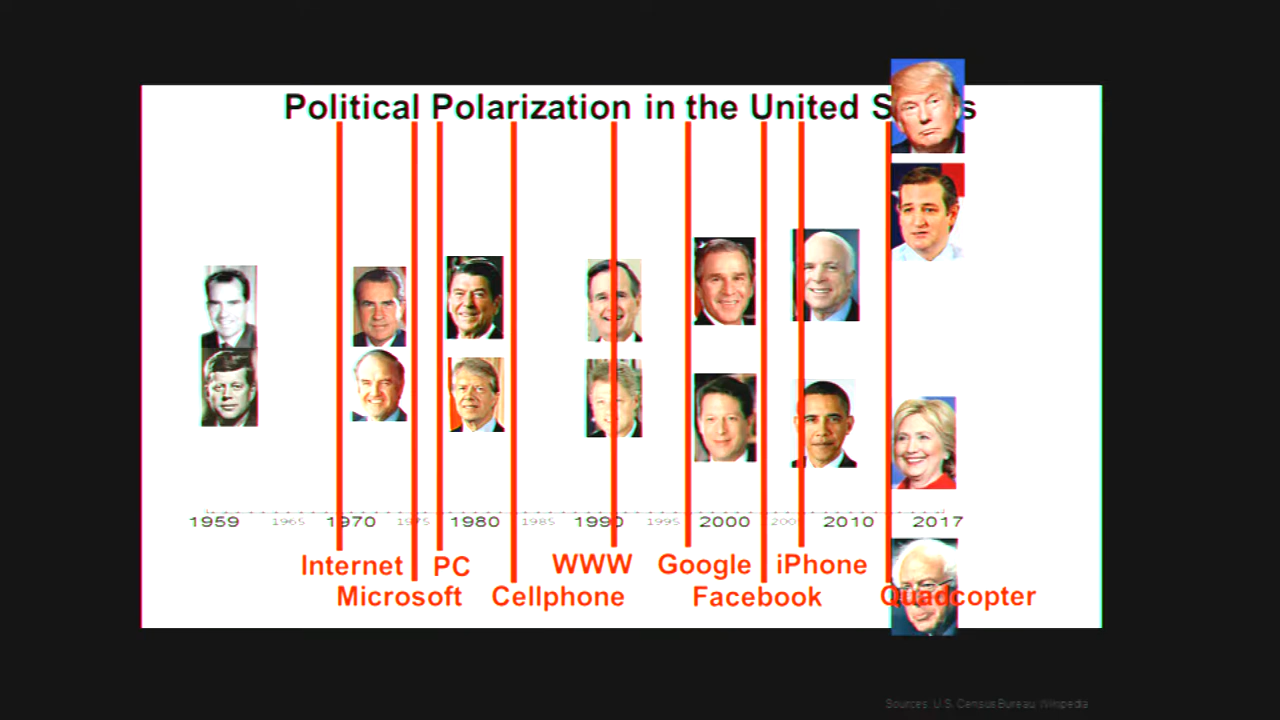 Political Polarization in the United S s
1959 1965 1970 1975 1980 1985 1990 1995 2000 2010 2017
Internet PC WWW Google iPhone
Microsoft Cellphone Facebook Quadcopter
Sources: U.S. Census Bureau, Wikipedia